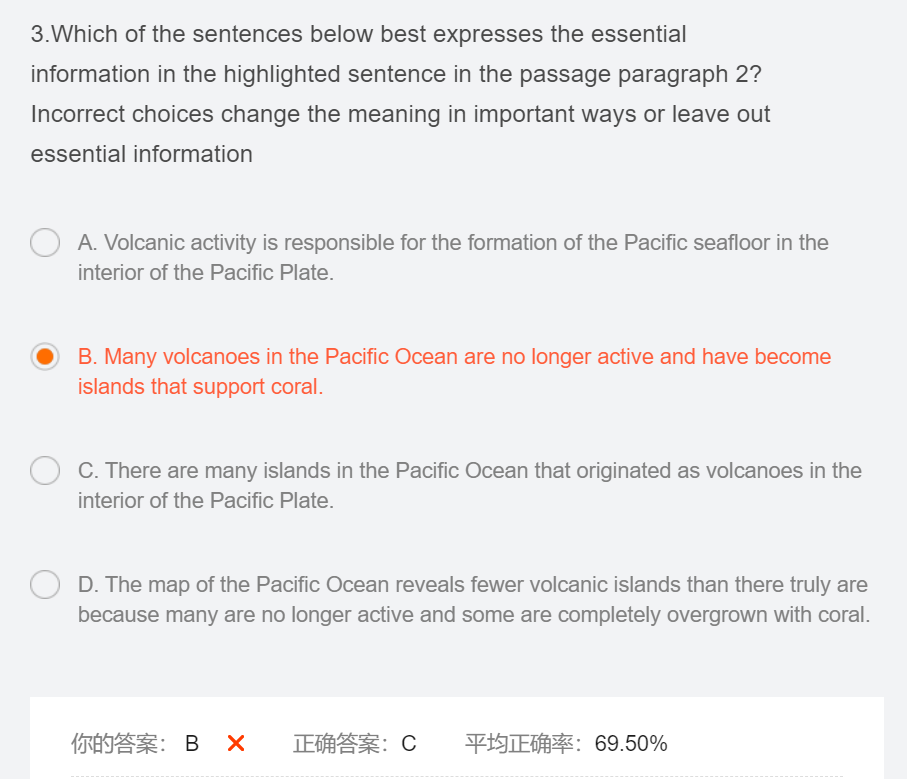 3.Which of the sentences below best expresses the essential
information in the highlighted sentence in the passage paragraph 2?
Incorrect choices change the meaning in important ways or leave out
essential information
A. Volcanic activity is responsible for the formation of the Pacific seafloor in the
interior of the Pacific Plate.
B. Many volcanoes in the Pacific Ocean are no longer active and have become
islands that support coral.
C. There are many islands in the Pacific Ocean that originated as volcanoes in the
interior of the Pacific Plate.
D. The map of the Pacific Ocean reveals fewer volcanic islands than there truly are
because many are no longer active and some are completely overgrown with coral.
你的答案: B 正确答案: C 平均正确率: 69.50%